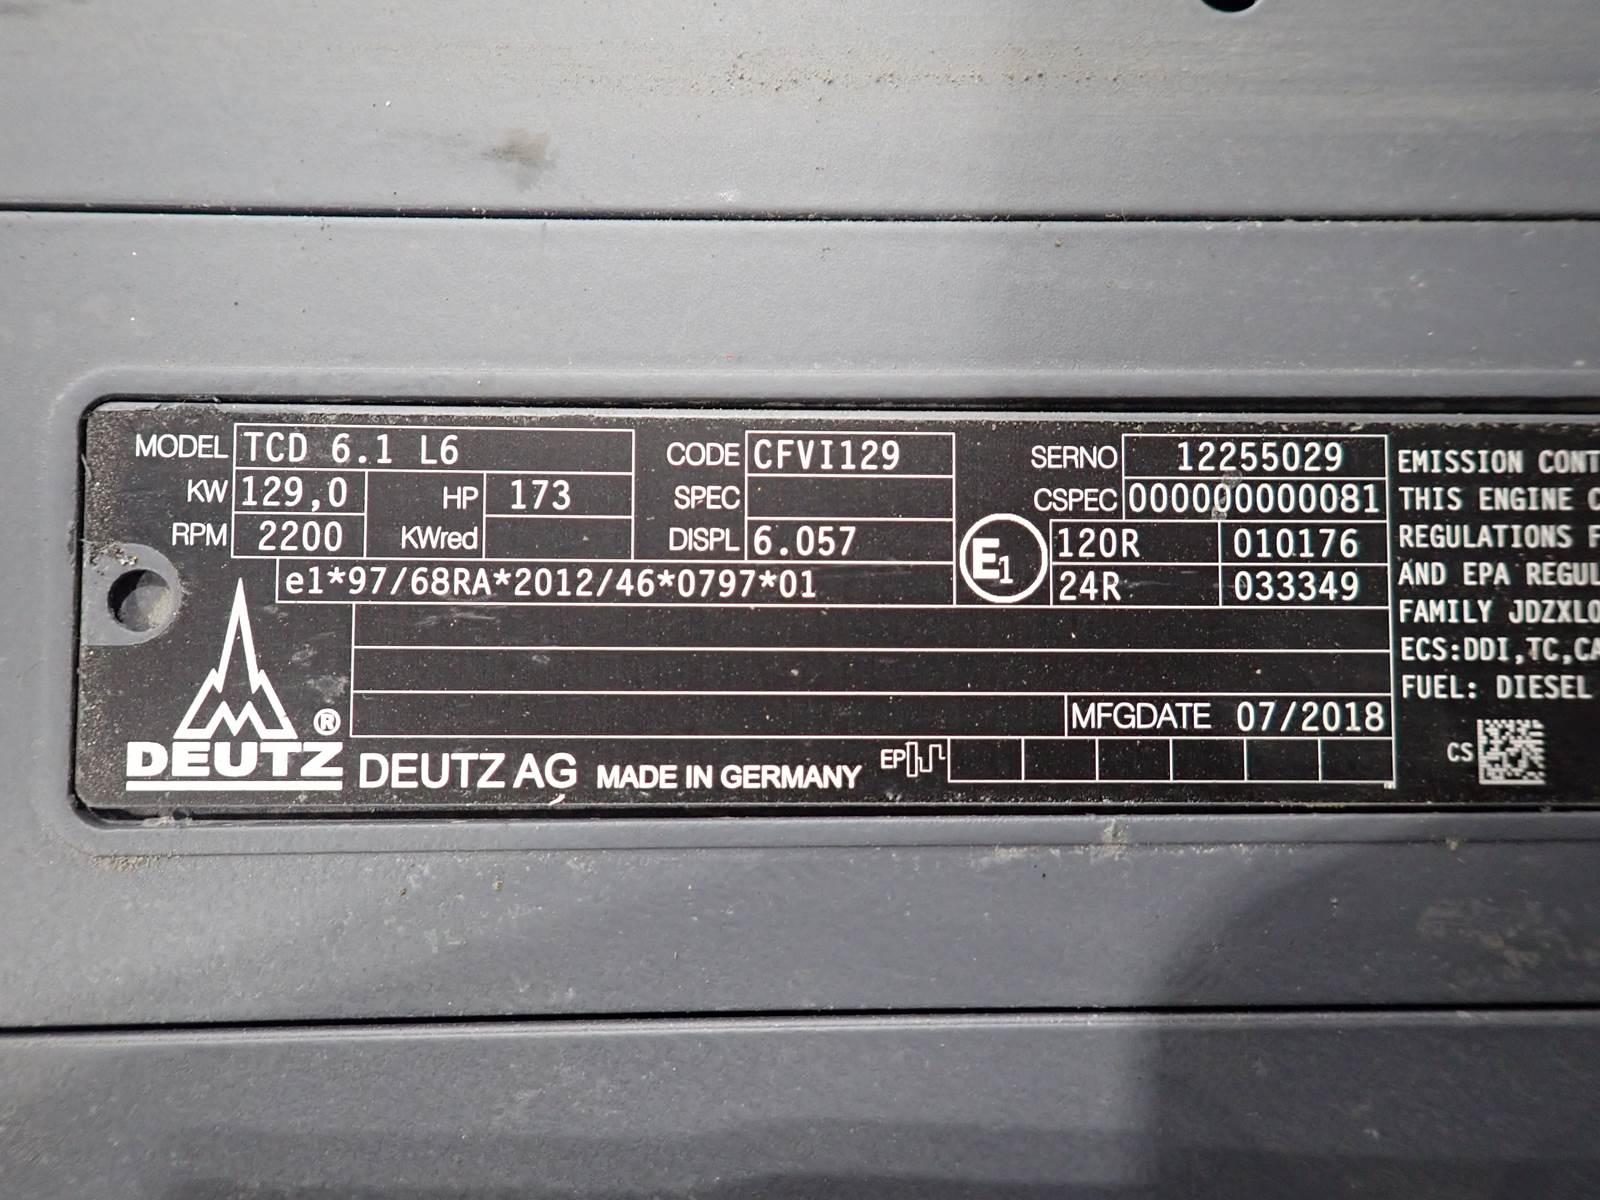 MODEL TCD 6.1 L6 CODE CFVI129 SERNO 12255029
KW 129,0 HP 173 SPEC CSPEC 000000000081
RPM 2200 KWred DISPL 6.057 E1 120R 010176
e1*97/68RA*2012/46*0797*01 24R 033349
MFGDATE 07/2018
DEUTZ ® DEUTZ AG MADE IN GERMANY EP
EMISSION CONT
THIS ENGINE C
REGULATIONS F
AND EPA REGUL
FAMILY JDZXL0
ECS:DDI,TC,CA
FUEL: DIESEL
CS